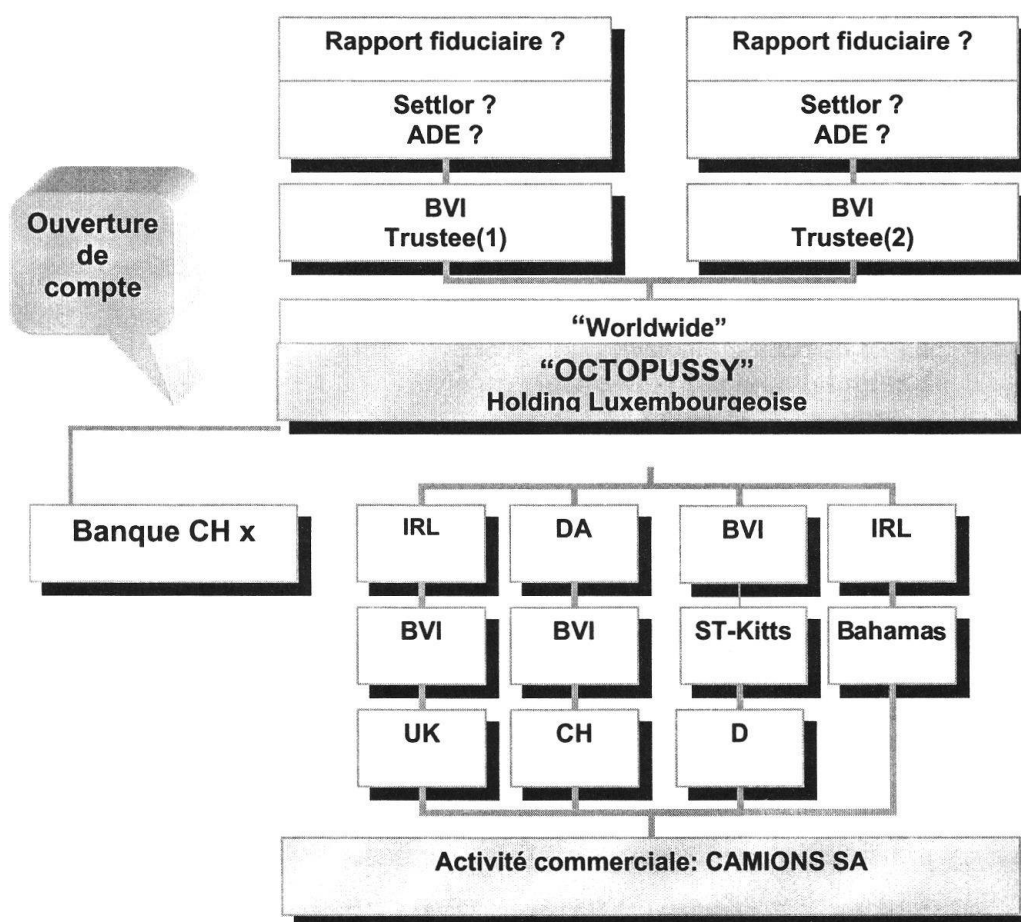 Rapport fiduciaire ?
Rapport fiduciaire ?
Settlor ?
ADE ?
Settlor ?
ADE ?
BVI
Trustee(1)
BVI
Trustee(2)
Ouverture
de
compte
“Worldwide”
“OCTOPUSSY”
Holding Luxembourgeoise
Banque CH x
IRL
DA
BVI
IRL
BVI
BVI
ST-Kitts
Bahamas
UK
CH
D
Activité commerciale: CAMIONS SA